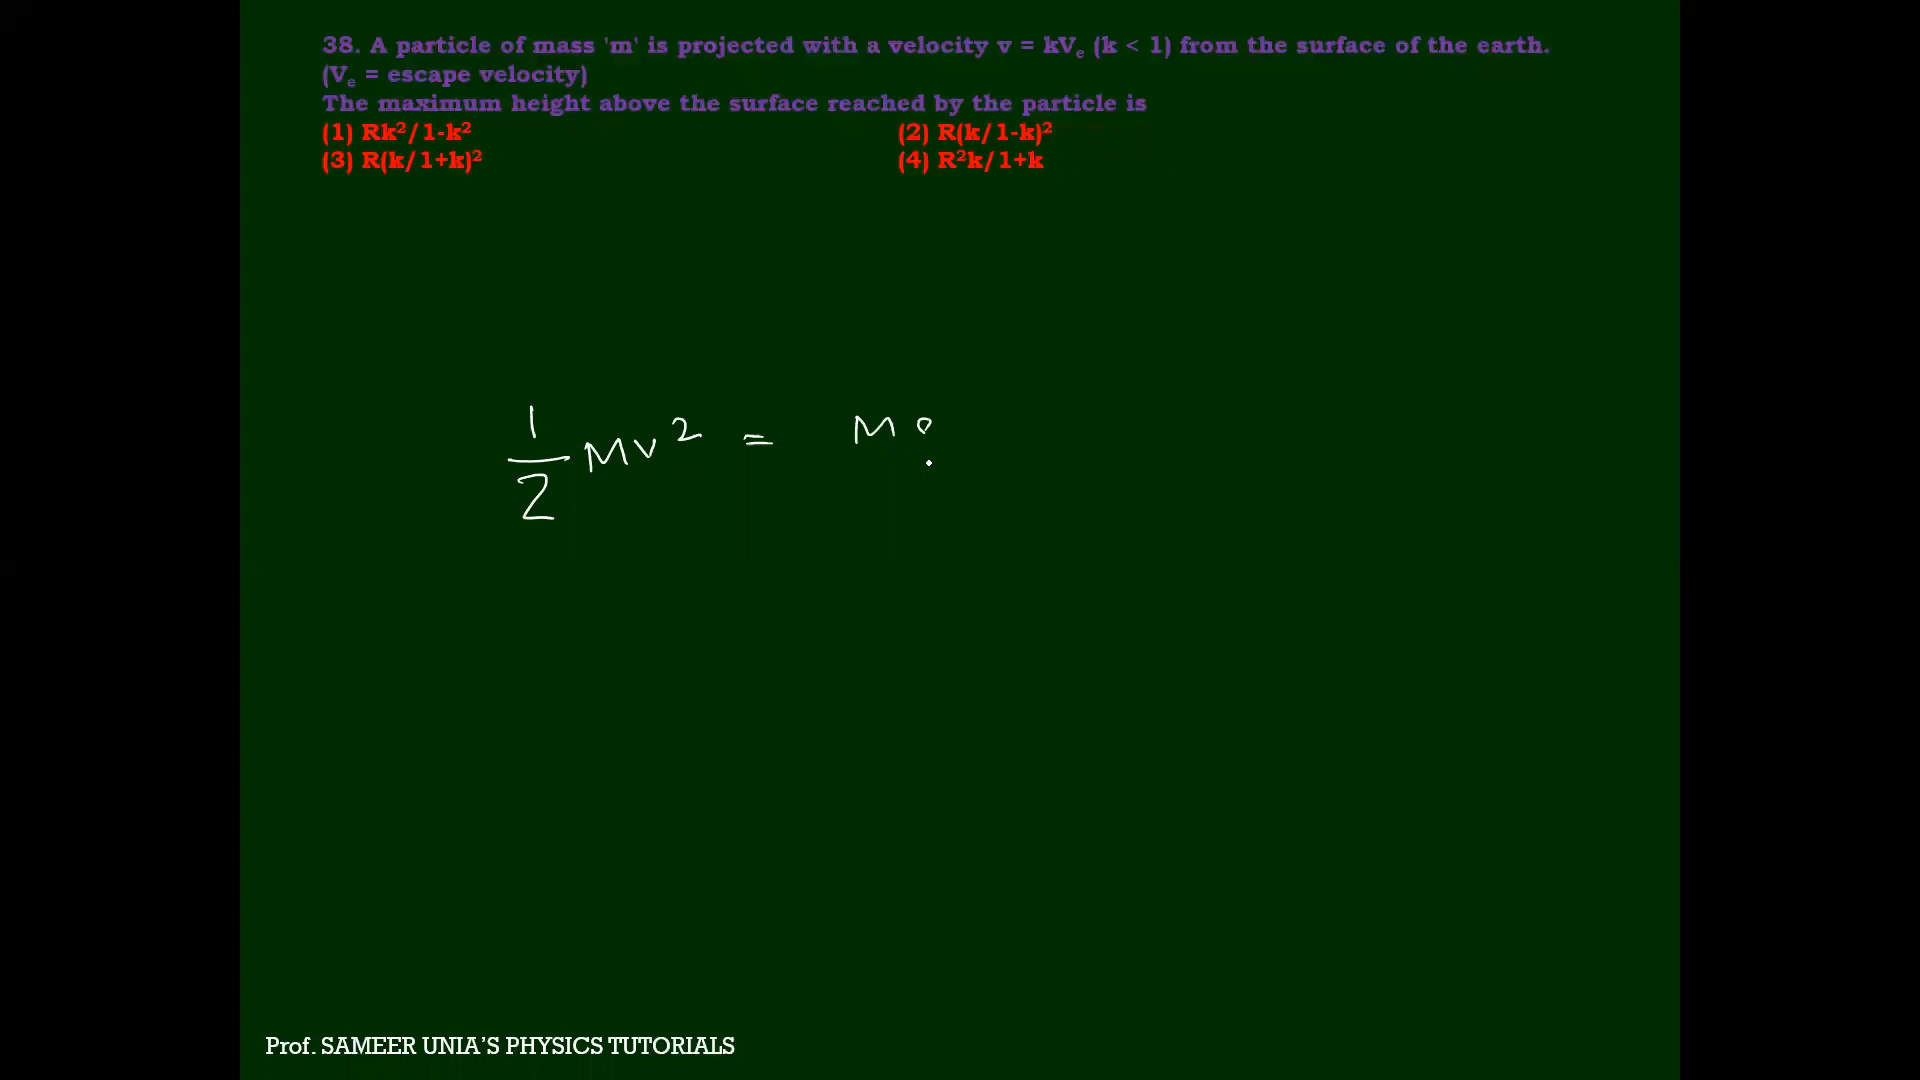 38. A particle of mass 'm' is projected with a velocity v = kVₑ (k < 1) from the surface of the earth.
(Vₑ = escape velocity)
The maximum height above the surface reached by the particle is
(1) Rk²/1-k² (2) R(k/1-k)²
(3) R(k/1+k)² (4) R²k/1+k
1/2 MV² = M
Prof. SAMEER UNIA’S PHYSICS TUTORIALS